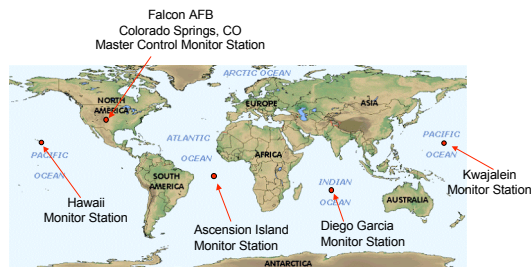 Falcon AFB
Colorado Springs, CO
Master Control Monitor Station
ARCTIC OCEAN
NORTH
AMERICA
EUROPE
ASIA
ATLANTIC
OCEAN
PACIFIC
OCEAN
AFRICA
PACIFIC
OCEAN
SOUTH
AMERICA
INDIAN
OCEAN
AUSTRALIA
Kwajalein
Monitor Station
Hawaii
Monitor Station
Ascension Island
Monitor Station
Diego Garcia
Monitor Station
ANTARCTICA